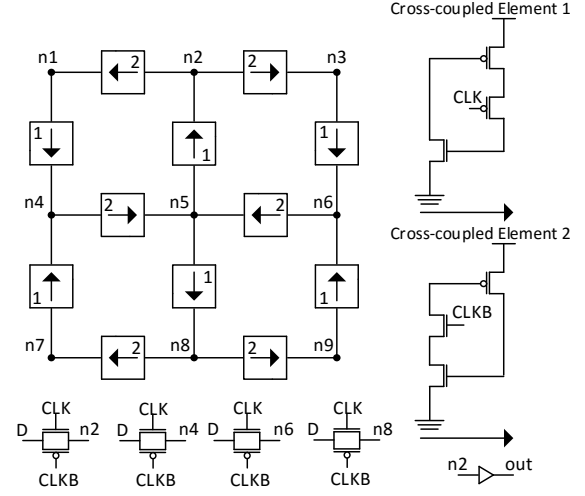 Cross-coupled Element 1
n1 n2 n3
2 2
CLK
1 1 1
n4 n5 n6
2 2
Cross-coupled Element 2
1 1 1
CLKB
n7 n8 n9
2 2
CLK CLK CLK CLK
D n2 D n4 D n6 D n8
CLKB CLKB CLKB CLKB
n2 out